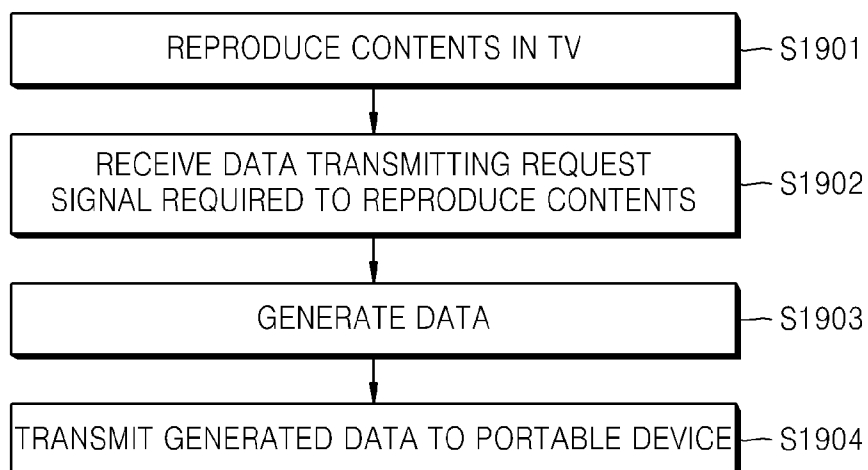 REPRODUCE CONTENTS IN TV S1901
RECEIVE DATA TRANSMITTING REQUEST
SIGNAL REQUIRED TO REPRODUCE CONTENTS S1902
GENERATE DATA S1903
TRANSMIT GENERATED DATA TO PORTABLE DEVICE S1904